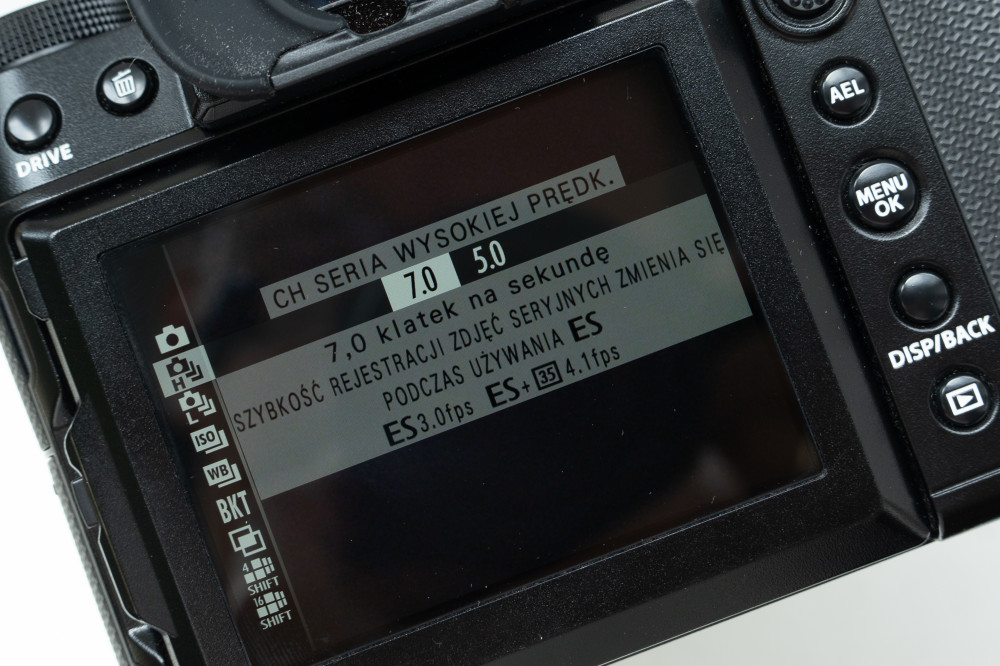 DRIVE
CH SERIA WYSOKIEJ PRĘDK.
7.0 5.0
7,0 klatek na sekundę
SZYBKOŚĆ REJESTRACJI ZDJĘĆ SERYJNYCH ZMIENIA SIĘ
PODCZAS UŻYWANIA ES
ES3.0fps ES+35 4.1fps
H
L
ISO
WB
BKT
4
SHIFT
16
SHIFT
AEL
MENU
OK
DISP/BACK